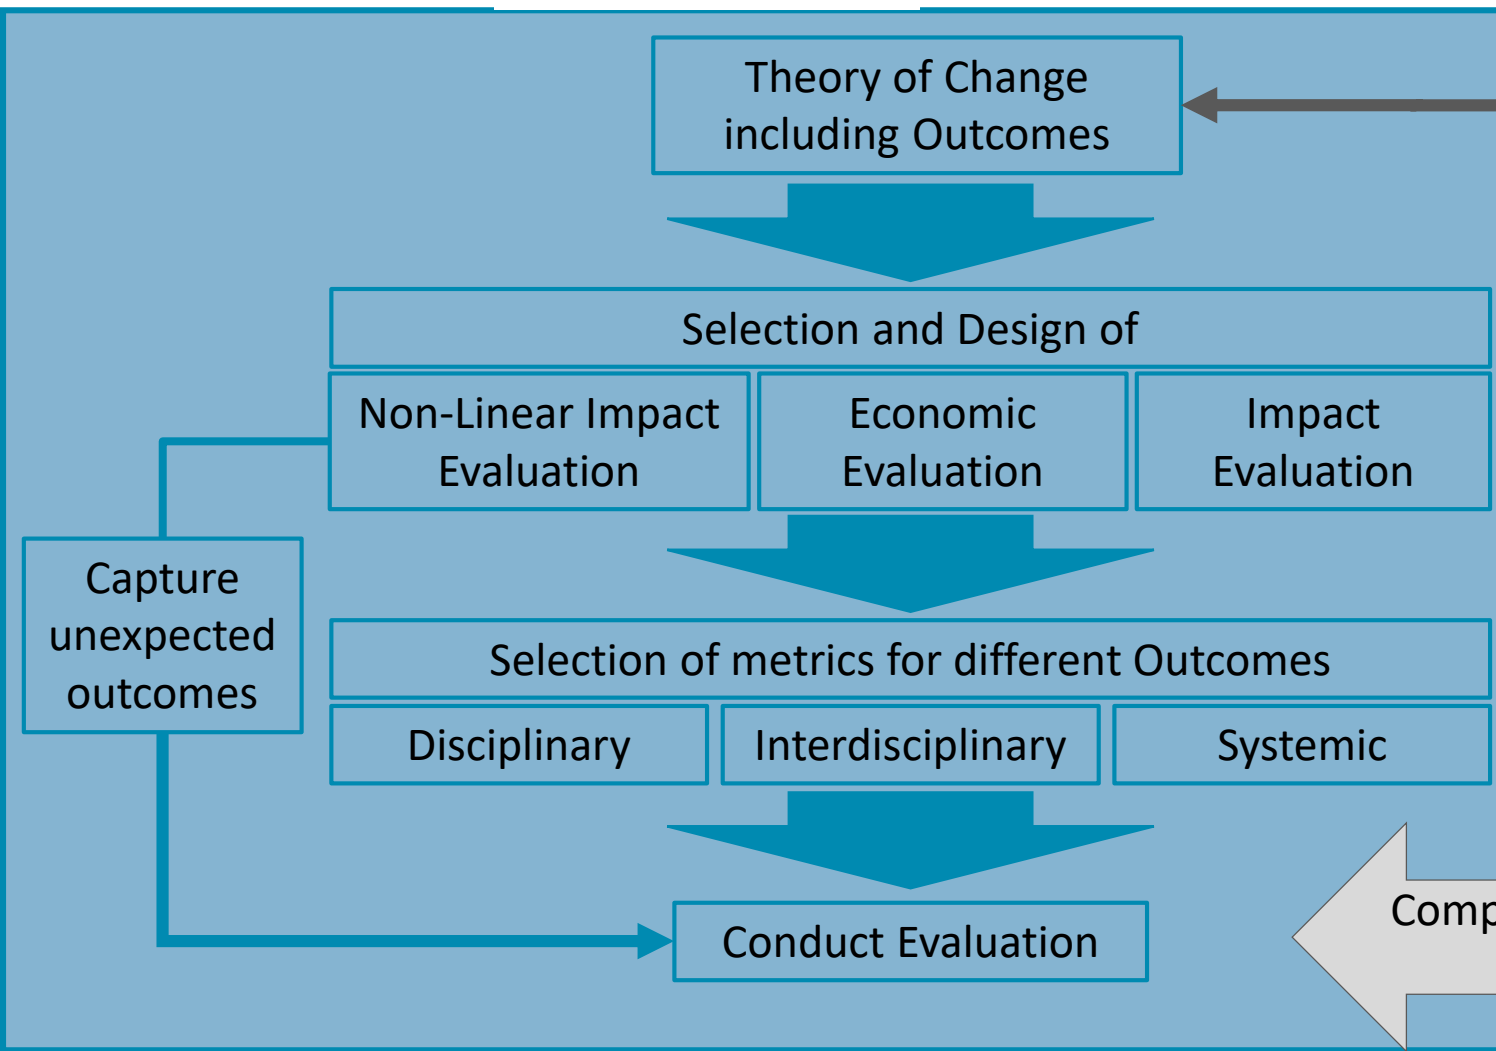 Theory of Change
including Outcomes
Selection and Design of
Non-Linear Impact
Evaluation
Economic
Evaluation
Impact
Evaluation
Capture
unexpected
outcomes
Selection of metrics for different Outcomes
Disciplinary
Interdisciplinary
Systemic
Conduct Evaluation